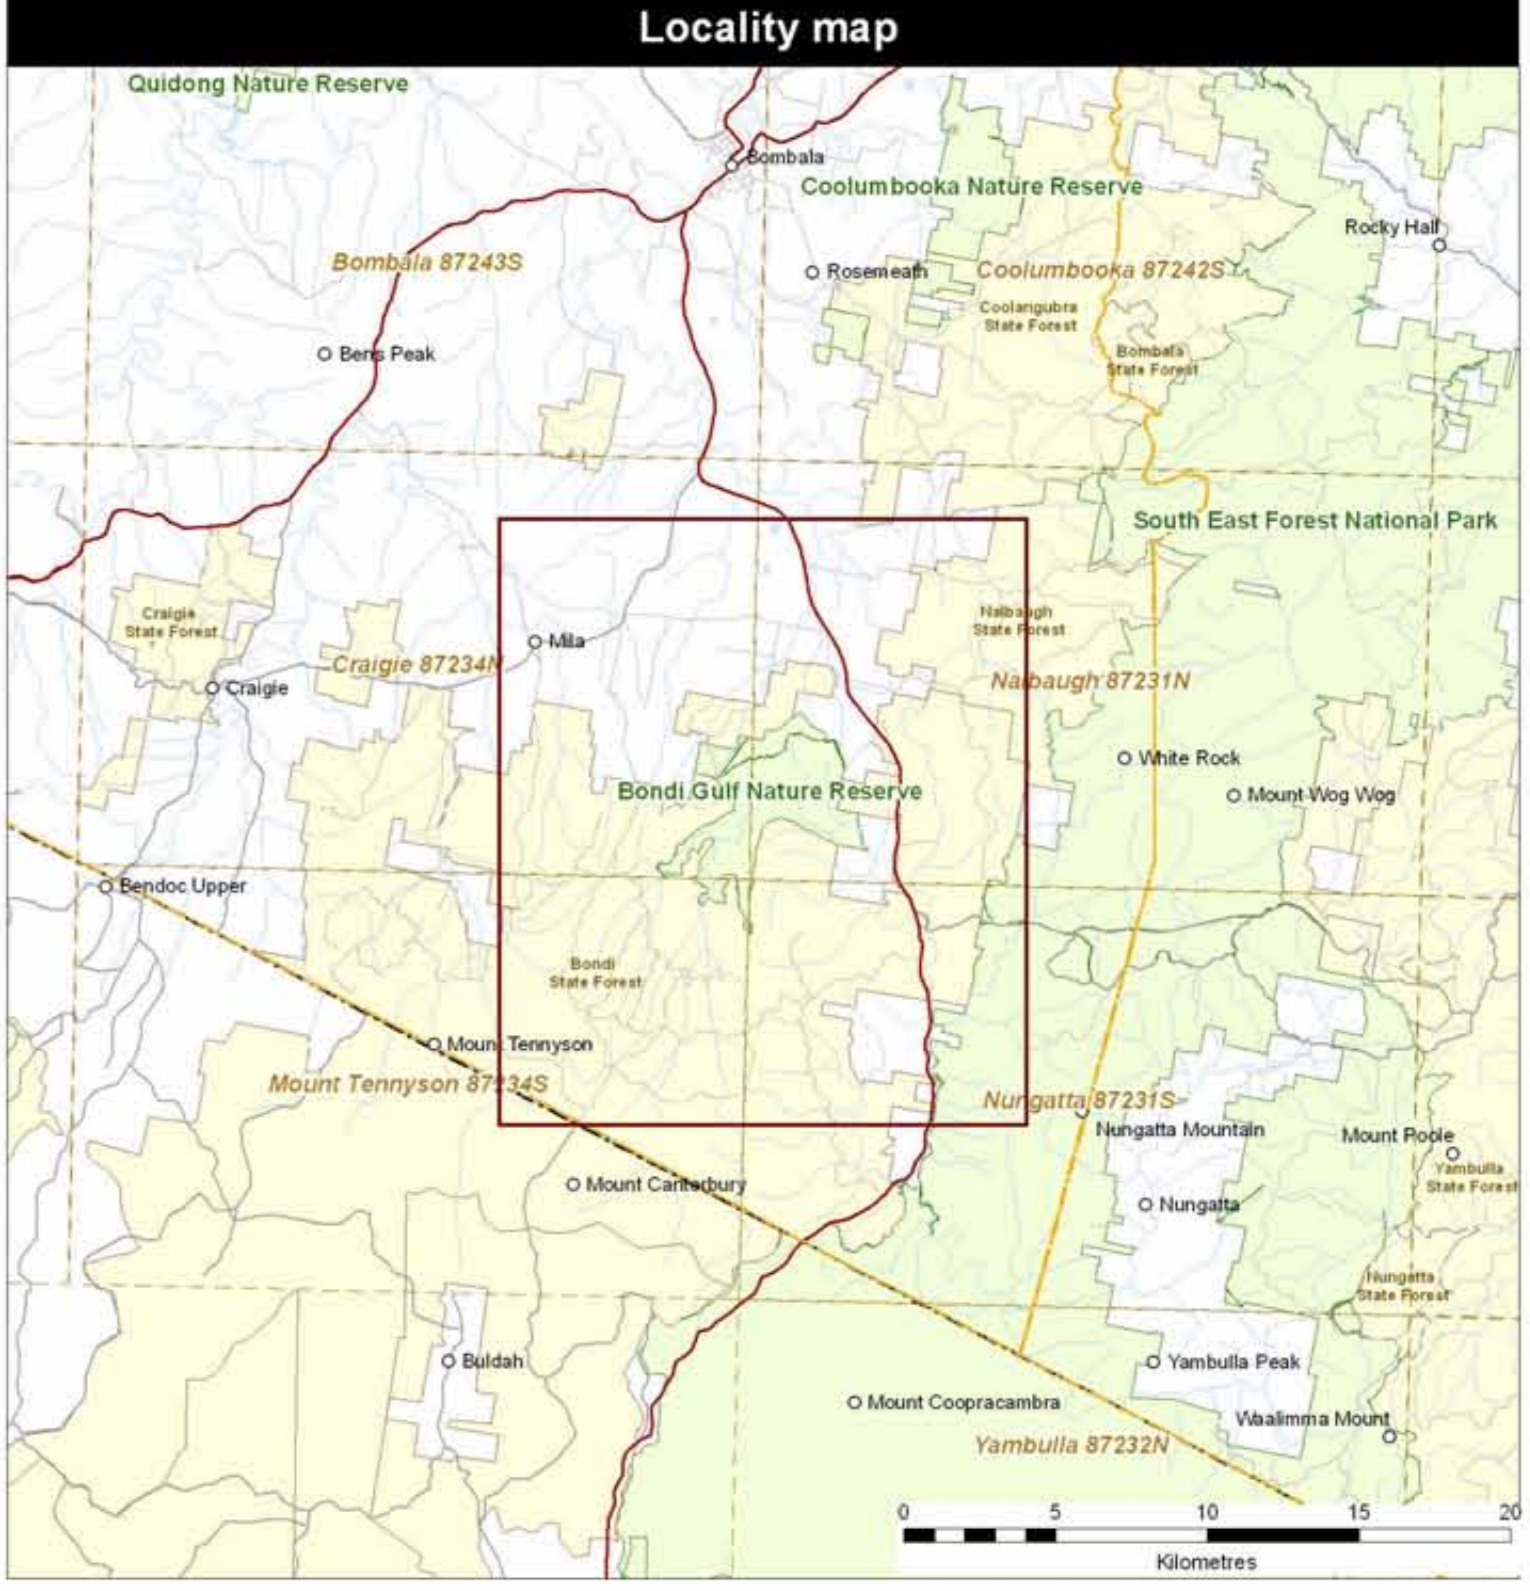 Locality map
Quidong Nature Reserve
Bombala
Coolumbooka Nature Reserve
Rocky Hall
Bombala 87243S
Rosemeath
Coolumbooka 87242S
Coolangubra
State Forest
Bens Peak
Bombala
State Forest
South East Forest National Park
Craigie
State Forest
Nalbaugh
State Forest
Mila
Craigie 87234N
Nalbaugh 87231N
Craigie
White Rock
Bondi Gulf Nature Reserve
Mount Wog Wog
Bendoc Upper
Bondi
State Forest
Mount Tennyson
Mount Tennyson 87234S
Nungatta 87231S
Nungatta Mountain
Mount Poole
Yambulla
State Forest
Mount Canterbury
Nungatta
Nungatta
State Forest
Buldah
Yambulla Peak
Mount Coopracambra
Waalimma Mount
Yambulla 87232N
0 5 10 15 20
Kilometres